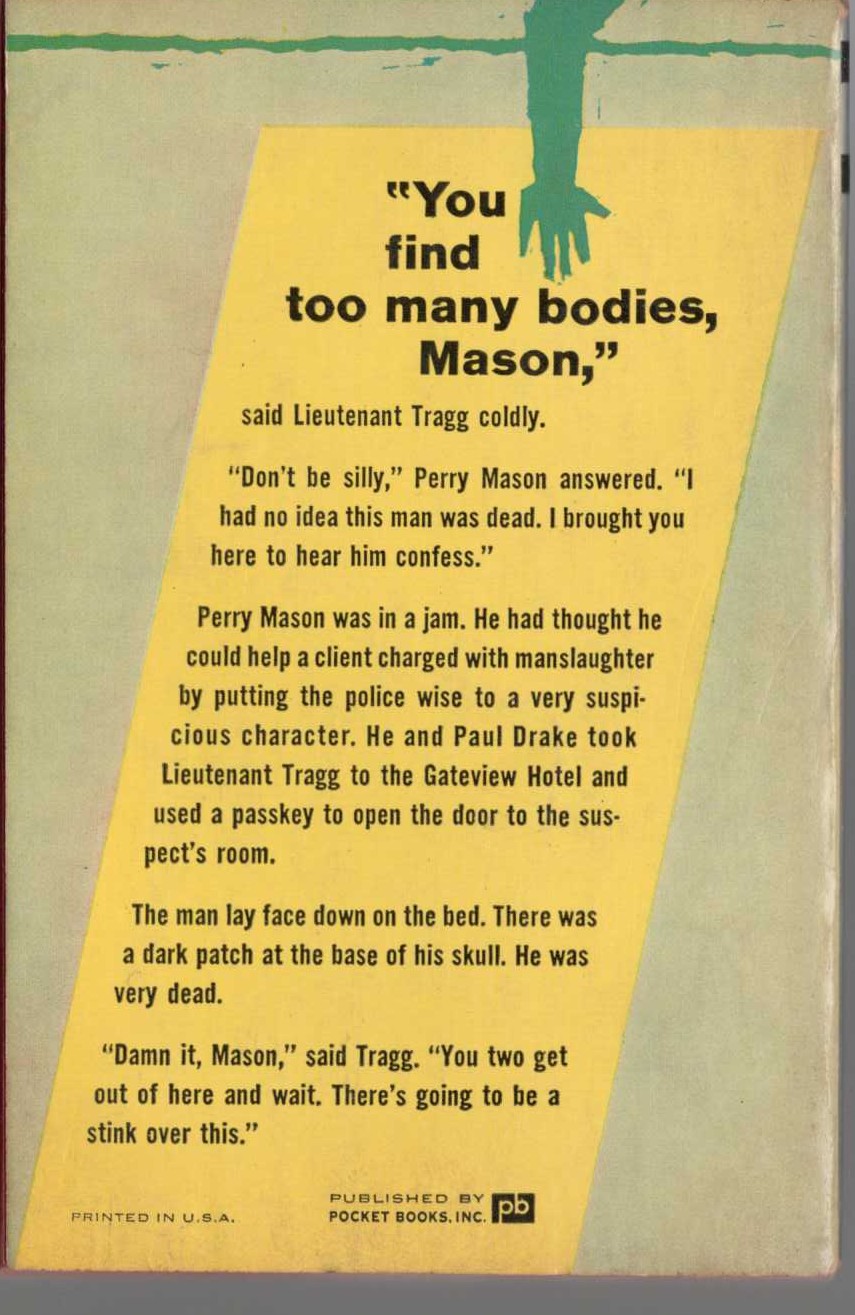 "You
find
too many bodies,
Mason,"
said Lieutenant Tragg coldly.
"Don't be silly," Perry Mason answered. "I
had no idea this man was dead. I brought you
here to hear him confess."
Perry Mason was in a jam. He had thought he
could help a client charged with manslaughter
by putting the police wise to a very suspi-
cious character. He and Paul Drake took
Lieutenant Tragg to the Gateview Hotel and
used a passkey to open the door to the sus-
pect's room.
The man lay face down on the bed. There was
a dark patch at the base of his skull. He was
very dead.
"Damn it, Mason," said Tragg. "You two get
out of here and wait. There's going to be a
stink over this."
PRINTED IN U.S.A.
PUBLISHED BY
POCKET BOOKS, INC. pb